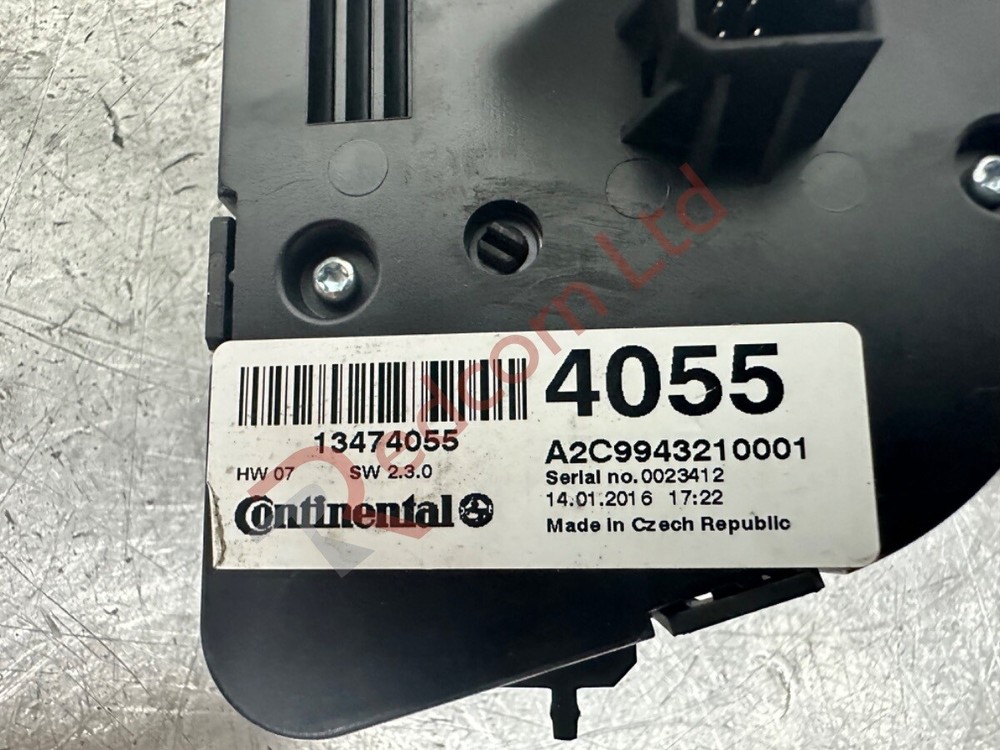 4055
13474055
A2C9943210001
HW 07 SW 2.3.0
Serial no. 0023412
14.01.2016 17:22
Continental
Made in Czech Republic
Redcorn Ltd